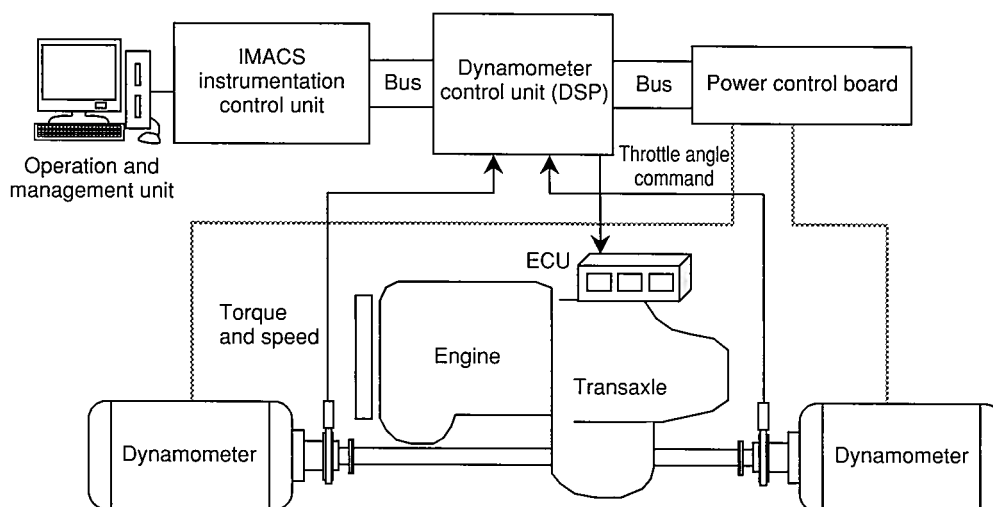 IMACS
instrumentation
control unit
Bus
Dynamometer
control unit (DSP)
Bus
Power control board
Operation and
management unit
Throttle angle
command
ECU
Torque
and speed
Engine
Transaxle
Dynamometer
Dynamometer